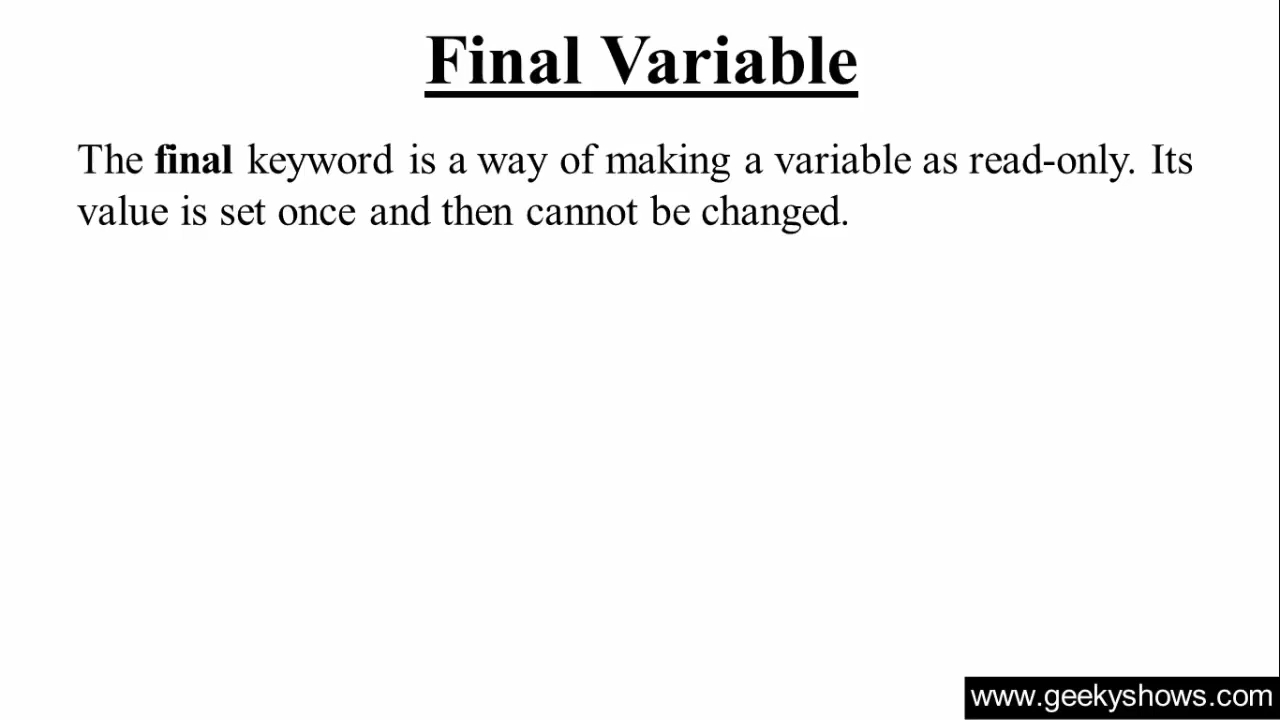 Final Variable
The final keyword is a way of making a variable as read-only. Its
value is set once and then cannot be changed.
www.geekyshows.com